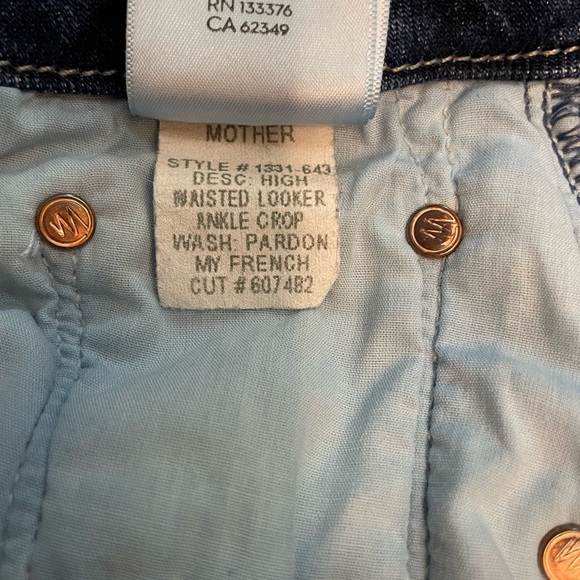 RN 133376
CA 62349
MOTHER
STYLE # 1331-643
DESC: HIGH
WAISTED LOOKER
ANKLE CROP
WASH: PARDON
MY FRENCH
CUT # 607482